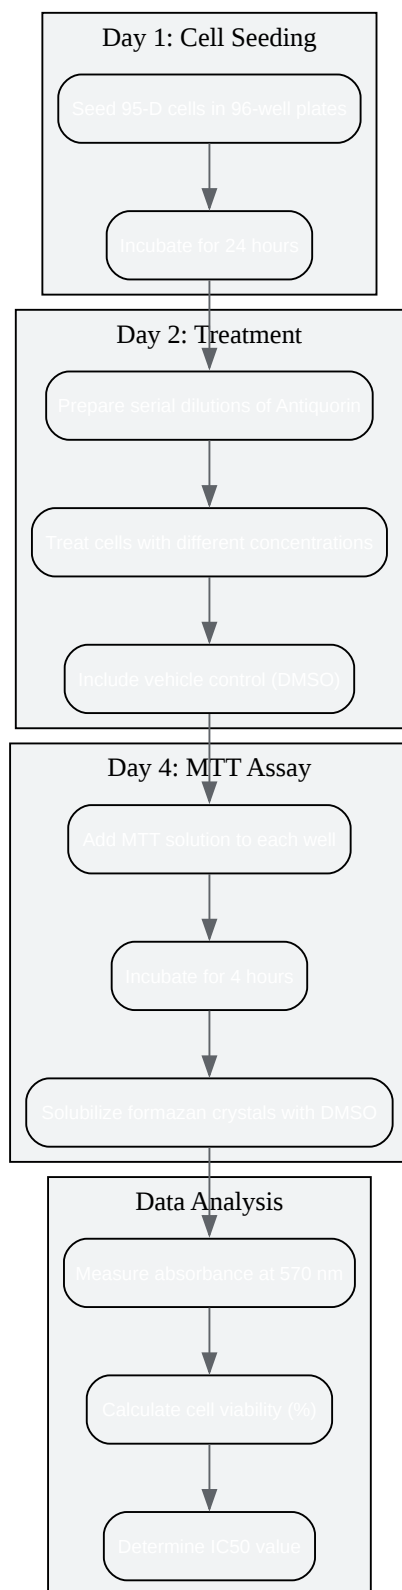 Day 1: Cell Seeding
Seed 95-D cells in 96-well plates
Incubate for 24 hours
Day 2: Treatment
Prepare serial dilutions of Antiquorin
Treat cells with different concentrations
Include vehicle control (DMSO)
Day 4: MTT Assay
Add MTT solution to each well
Incubate for 4 hours
Solubilize formazan crystals with DMSO
Data Analysis
Measure absorbance at 570 nm
Calculate cell viability (%)
Determine IC50 value